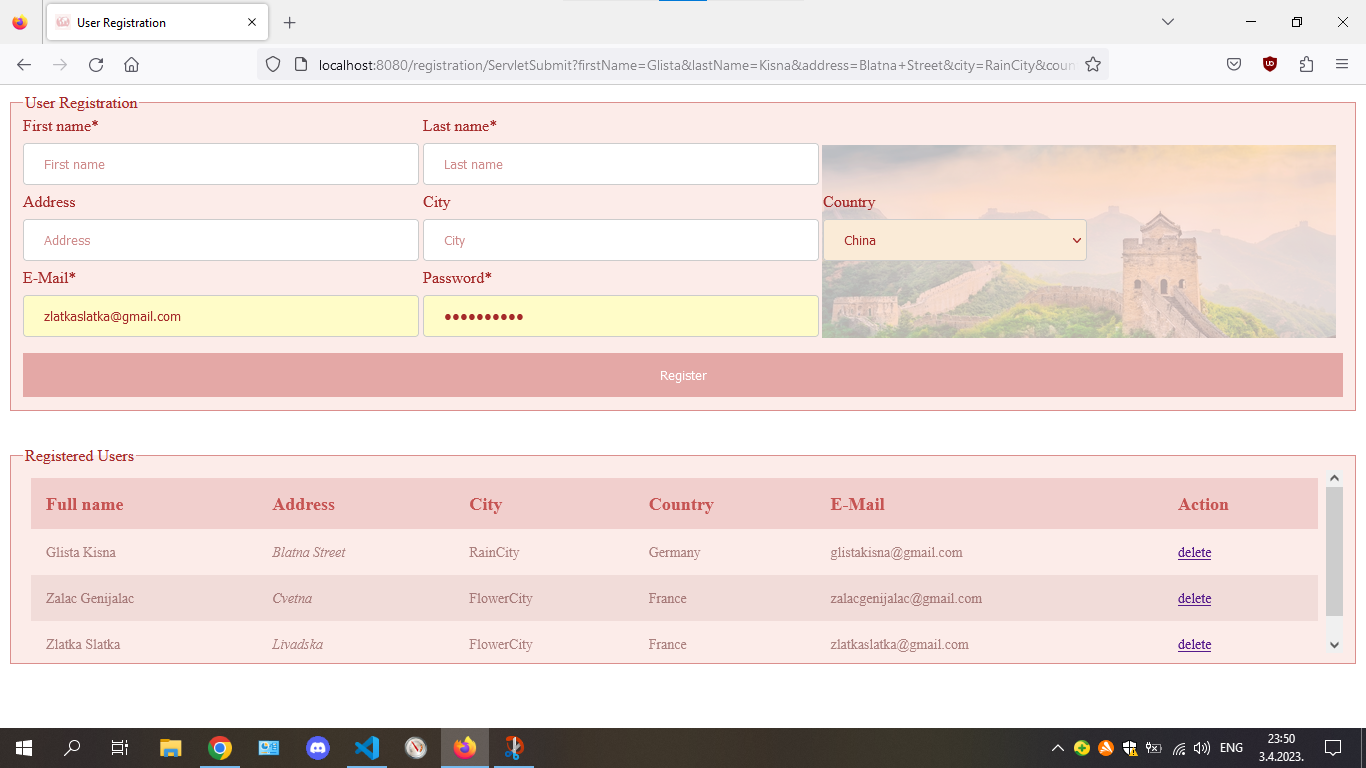 User Registration
localhost:8080/registration/ServletSubmit?firstName=Glista&lastName=Kisna&address=Blatna+Street&city=RainCity&coun
User Registration
First name* Last name*
First name Last name
Address City Country
Address City China
E-Mail* Password*
zlatkaslatka@gmail.com ●●●●●●●●●●
Register
Registered Users
Full name Address City Country E-Mail Action
Glista Kisna Blatna Street RainCity Germany glistakisna@gmail.com delete
Zalac Genijalac Cvetna FlowerCity France zalacgenijalac@gmail.com delete
Zlatka Slatka Livadska FlowerCity France zlatkaslatka@gmail.com delete
ENG 23:50
3.4.2023.